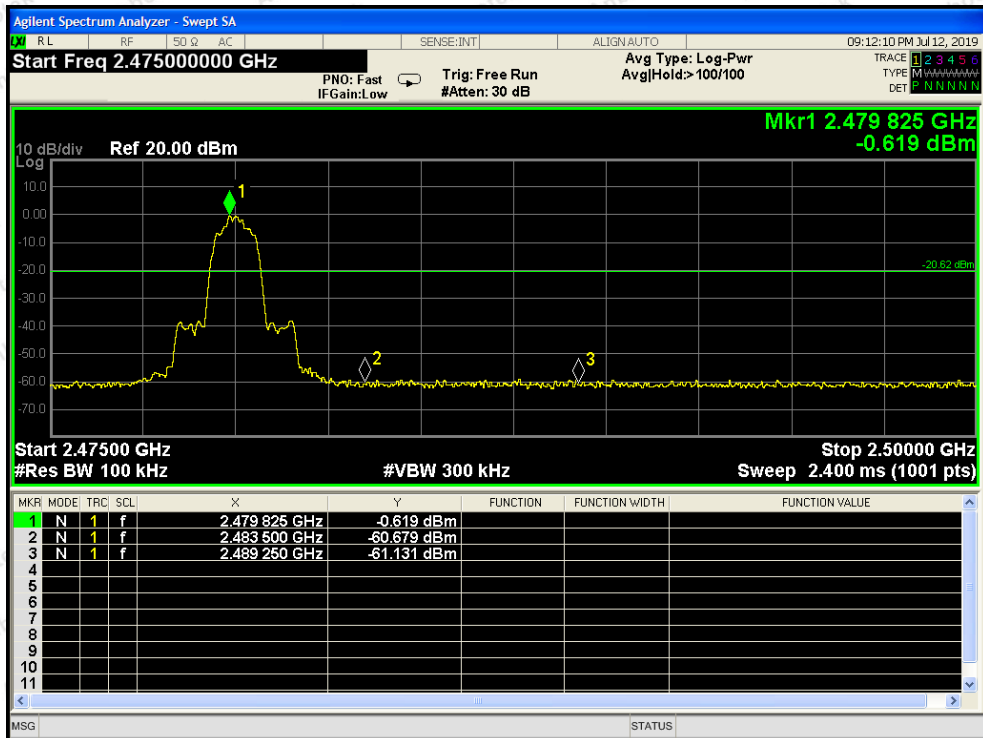 Agilent Spectrum Analyzer - Swept SA
LXI RL RF 50 Ω AC SENSE:INT ALIGN AUTO 09:12:10 PM Jul 12, 2019
Start Freq 2.475000000 GHz
Avg Type: Log-Pwr
TRACE 1 2 3 4 5 6
PNO: Fast Trig: Free Run Avg|Hold:>100/100
TYPE M WWWWW
IFGain:Low #Atten: 30 dB
DET P N N N N N
Mkr1 2.479 825 GHz
-0.619 dBm
10 dB/div Ref 20.00 dBm
Log
10.0
1
0.00
-10.0
-20.0
-20.62 dBm
-30.0
-40.0
-50.0
2
3
-60.0
-70.0
Start 2.47500 GHz Stop 2.50000 GHz
#Res BW 100 kHz #VBW 300 kHz Sweep 2.400 ms (1001 pts)
MKR MODE TRC SCL X Y FUNCTION FUNCTION WIDTH FUNCTION VALUE
1 N 1 f 2.479 825 GHz -0.619 dBm
2 N 1 f 2.483 500 GHz -60.679 dBm
3 N 1 f 2.489 250 GHz -61.131 dBm
4
5
6
7
8
9
10
11
MSG STATUS